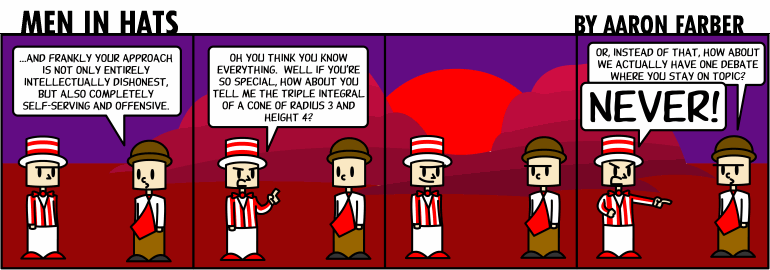 MEN IN HATS
BY AARON FARBER
...AND FRANKLY YOUR APPROACH
IS NOT ONLY ENTIRELY
INTELLECTUALLY DISHONEST,
BUT ALSO COMPLETELY
SELF-SERVING AND OFFENSIVE.
OH YOU THINK YOU KNOW
EVERYTHING. WELL IF YOU'RE
SO SPECIAL, HOW ABOUT YOU
TELL ME THE TRIPLE INTEGRAL
OF A CONE OF RADIUS 3 AND
HEIGHT 4?
OR, INSTEAD OF THAT, HOW ABOUT
WE ACTUALLY HAVE ONE DEBATE
WHERE YOU STAY ON TOPIC?
NEVER!